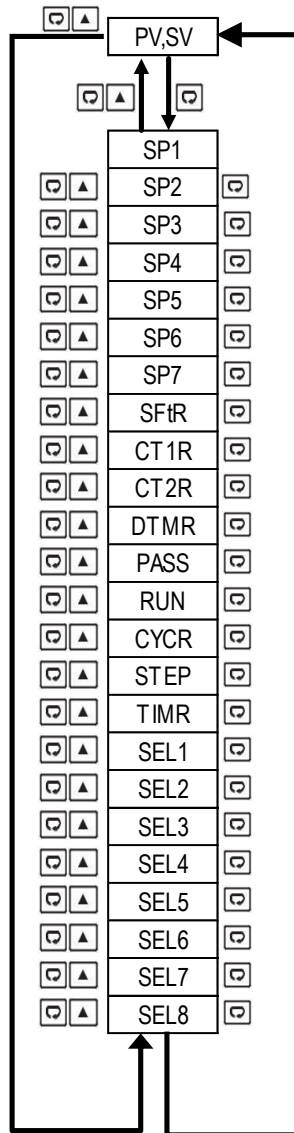 PV,SV
SP1
SP2
SP3
SP4
SP5
SP6
SP7
SFtR
CT1R
CT2R
DTMR
PASS
RUN
CYCR
STEP
TIMR
SEL1
SEL2
SEL3
SEL4
SEL5
SEL6
SEL7
SEL8